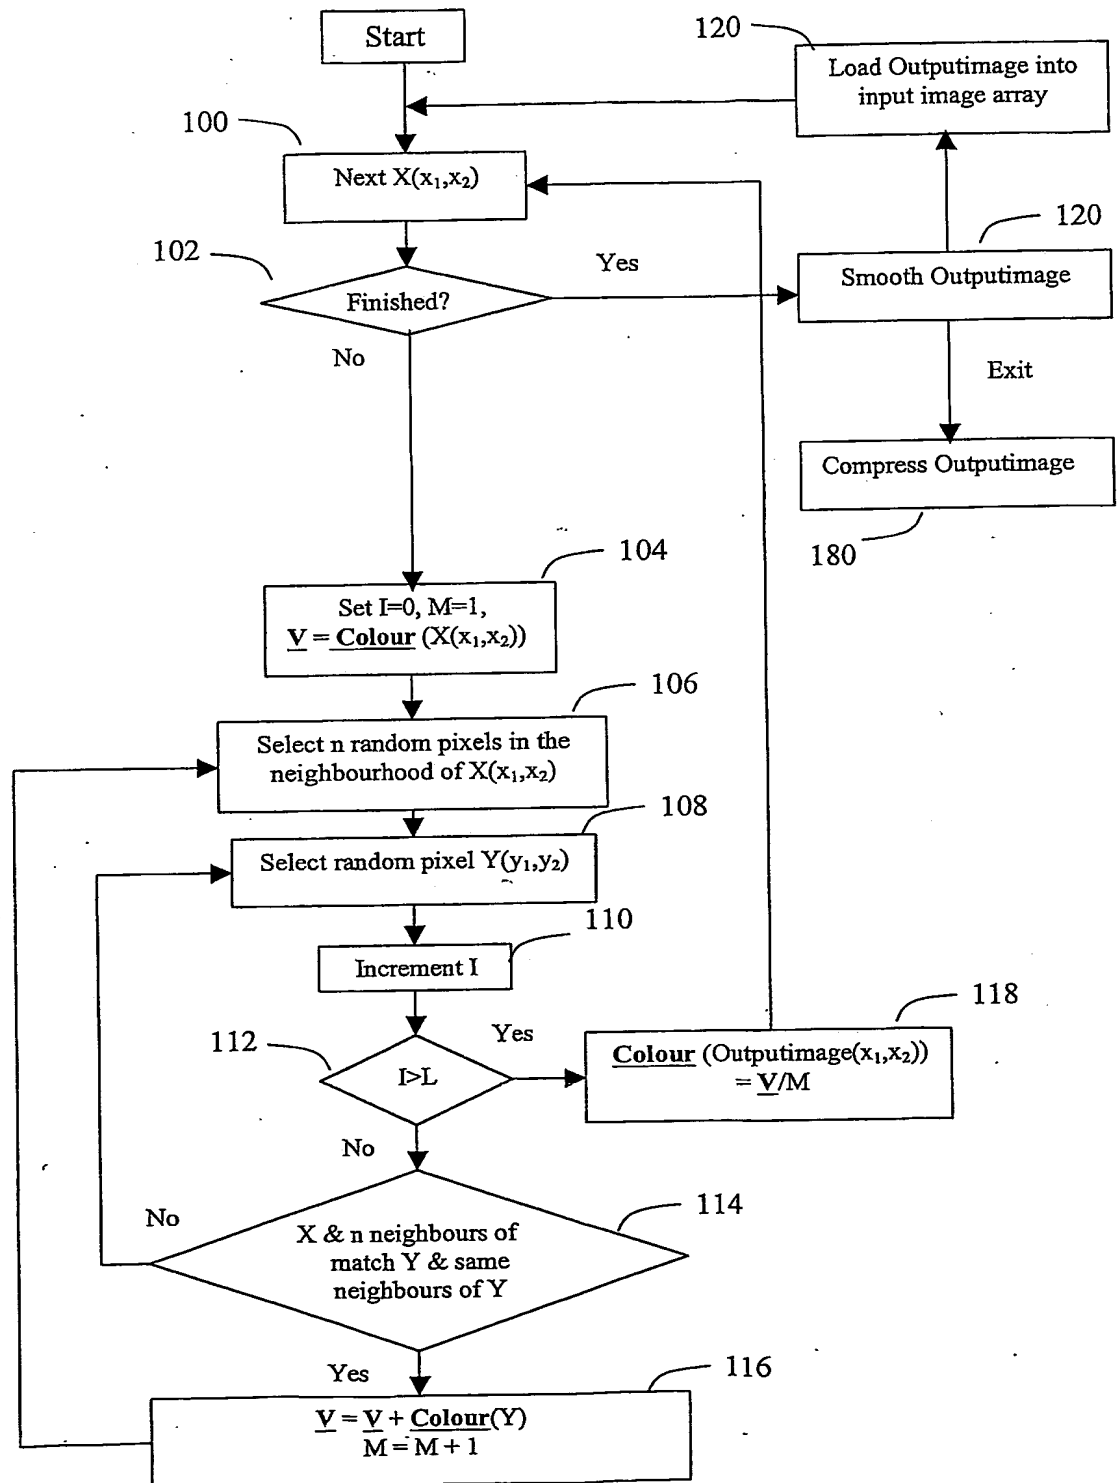 Start
120
Load Outputimage into
input image array
100
Next X(x₁,x₂)
120
Smooth Outputimage
102
Finished?
Yes
No
Exit
Compress Outputimage
180
104
Set I=0, M=1,
V = Colour (X(x₁,x₂))
106
Select n random pixels in the
neighbourhood of X(x₁,x₂)
108
Select random pixel Y(y₁,y₂)
110
Increment I
112
I>L
Yes
118
Colour (Outputimage(x₁,x₂))
= V/M
No
No
114
X & n neighbours of
match Y & same
neighbours of Y
Yes
116
V = V + Colour(Y)
M = M + 1